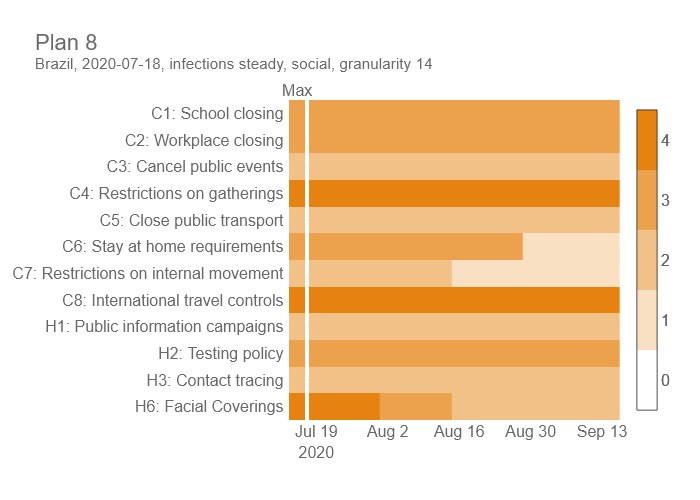 Plan 8
Brazil, 2020-07-18, infections steady, social, granularity 14
Max
C1: School closing
C2: Workplace closing
C3: Cancel public events
C4: Restrictions on gatherings
C5: Close public transport
C6: Stay at home requirements
C7: Restrictions on internal movement
C8: International travel controls
H1: Public information campaigns
H2: Testing policy
H3: Contact tracing
H6: Facial Coverings
4
3
2
1
0
Jul 19 Aug 2 Aug 16 Aug 30 Sep 13
2020